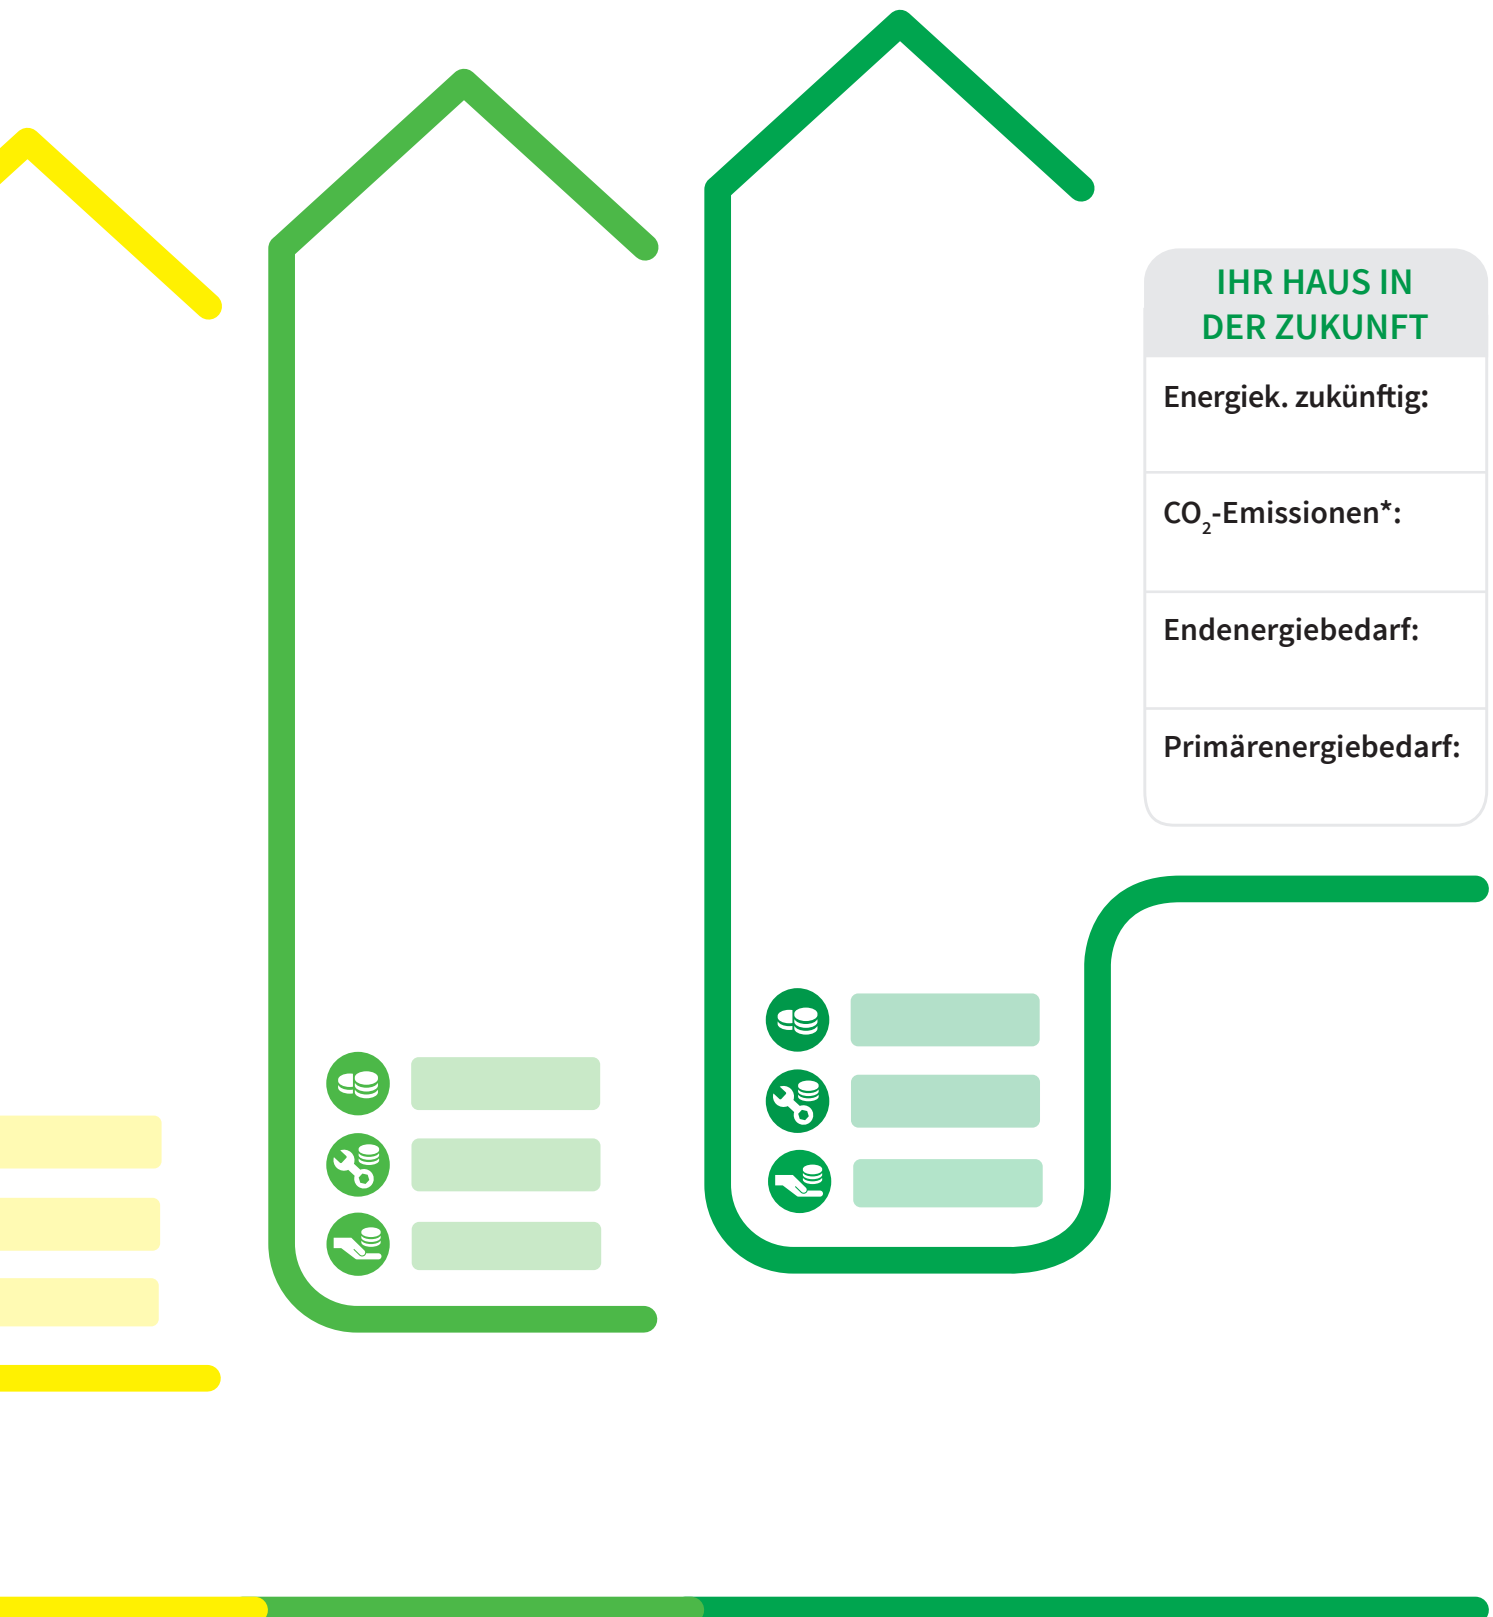 IHR HAUS IN
DER ZUKUNFT
Energiek. zukünftig:
CO₂-Emissionen*:
Endenergiebedarf:
Primärenergiebedarf: